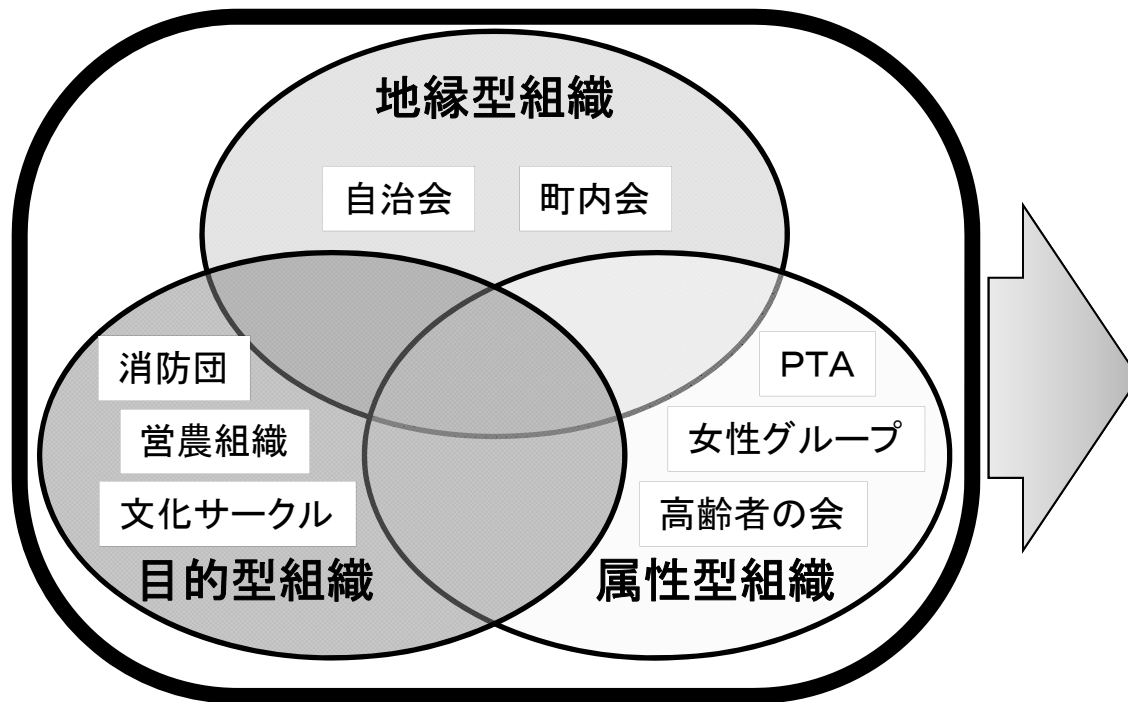 地縁型組織
自治会
町内会
消防団
営農組織
文化サークル
目的型組織
PTA
女性グループ
高齢者の会
属性型組織